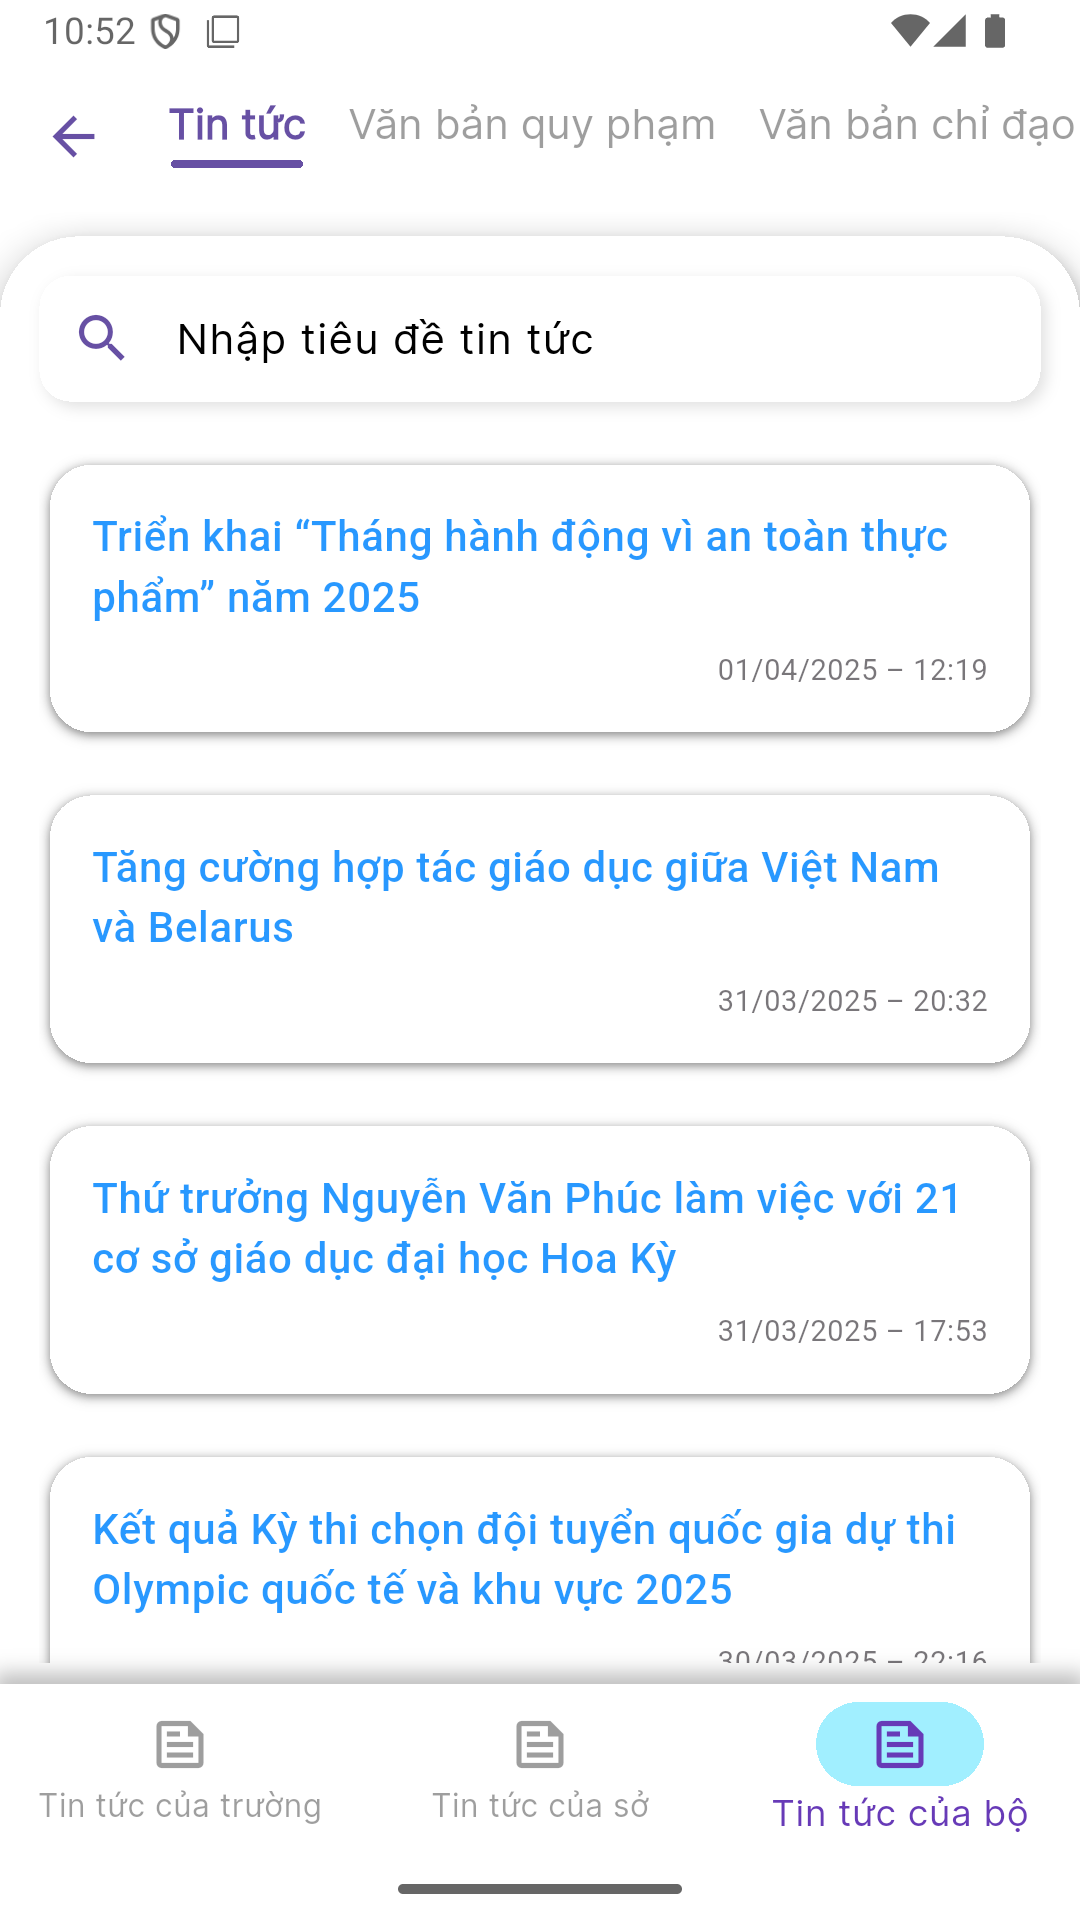 10:52
Tin tức Văn bản quy phạm Văn bản chỉ đạo
Nhập tiêu đề tin tức
Triển khai “Tháng hành động vì an toàn thực
phẩm” năm 2025
01/04/2025 – 12:19
Tăng cường hợp tác giáo dục giữa Việt Nam
và Belarus
31/03/2025 – 20:32
Thứ trưởng Nguyễn Văn Phúc làm việc với 21
cơ sở giáo dục đại học Hoa Kỳ
31/03/2025 – 17:53
Kết quả Kỳ thi chọn đội tuyển quốc gia dự thi
Olympic quốc tế và khu vực 2025
30/03/2025 – 22:16
Tin tức của trường Tin tức của sở Tin tức của bộ